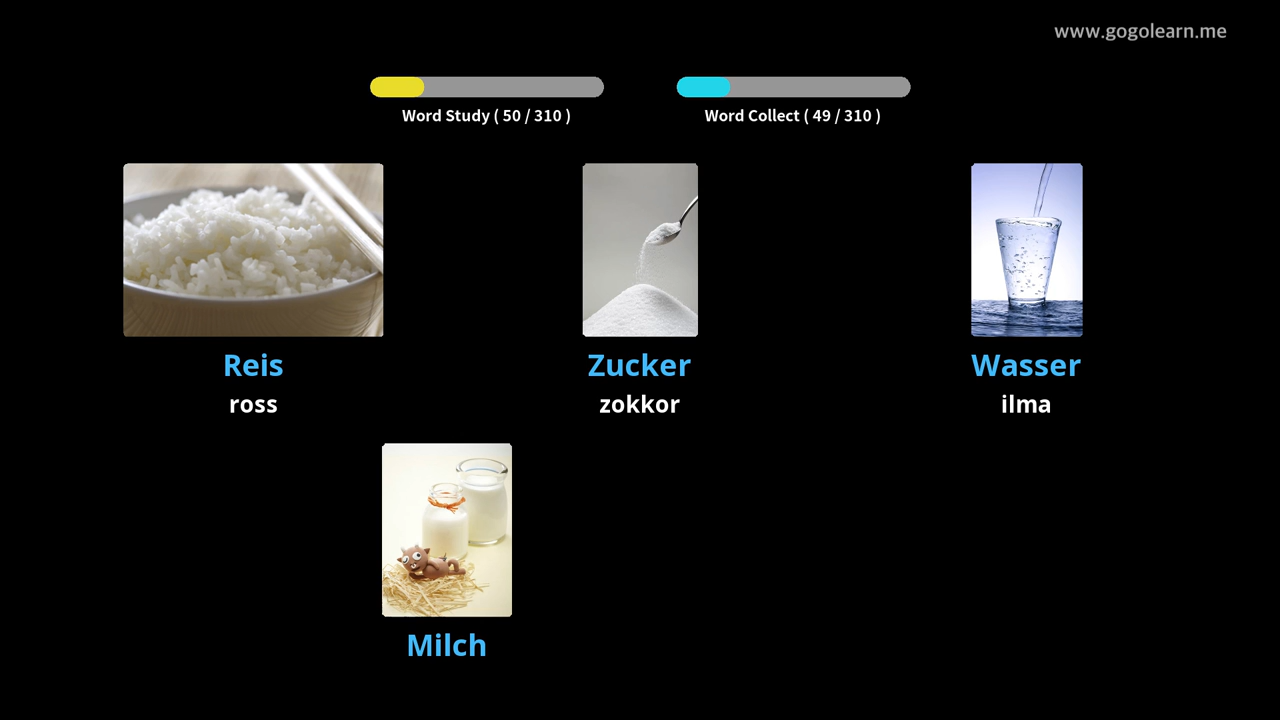 www.gogolearn.me
Word Study ( 50 / 310 )
Word Collect ( 49 / 310 )
Reis
Zucker
Wasser
ross
zokkor
ilma
Milch